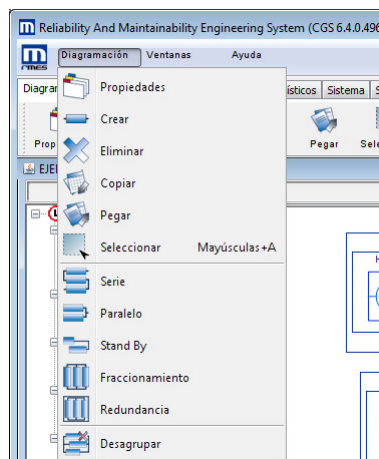 Reliability And Maintainability Engineering System (CGS 6.4.0.496
Diagramación Ventanas Ayuda
Diagrar
ísticos Sistema S
Propiedades
Prop
Crear
Eliminar
Pegar Sele
EJE
Copiar
Pegar
Seleccionar Mayúsculas+A
Serie
Paralelo
Stand By
Fraccionamiento
Redundancia
Desagrupar